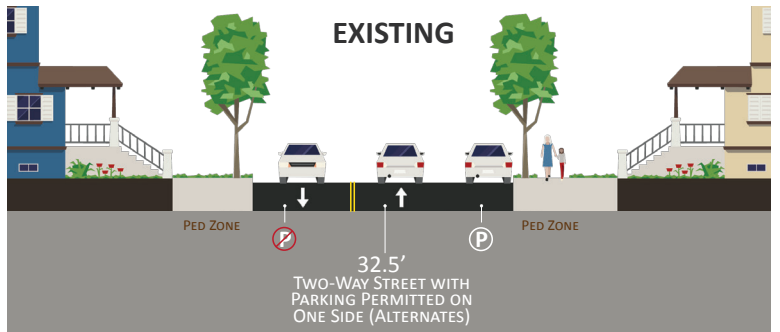 EXISTING
PED ZONE
P
P
PED ZONE
32.5’
TWO-WAY STREET WITH
PARKING PERMITTED ON
ONE SIDE (ALTERNATES)